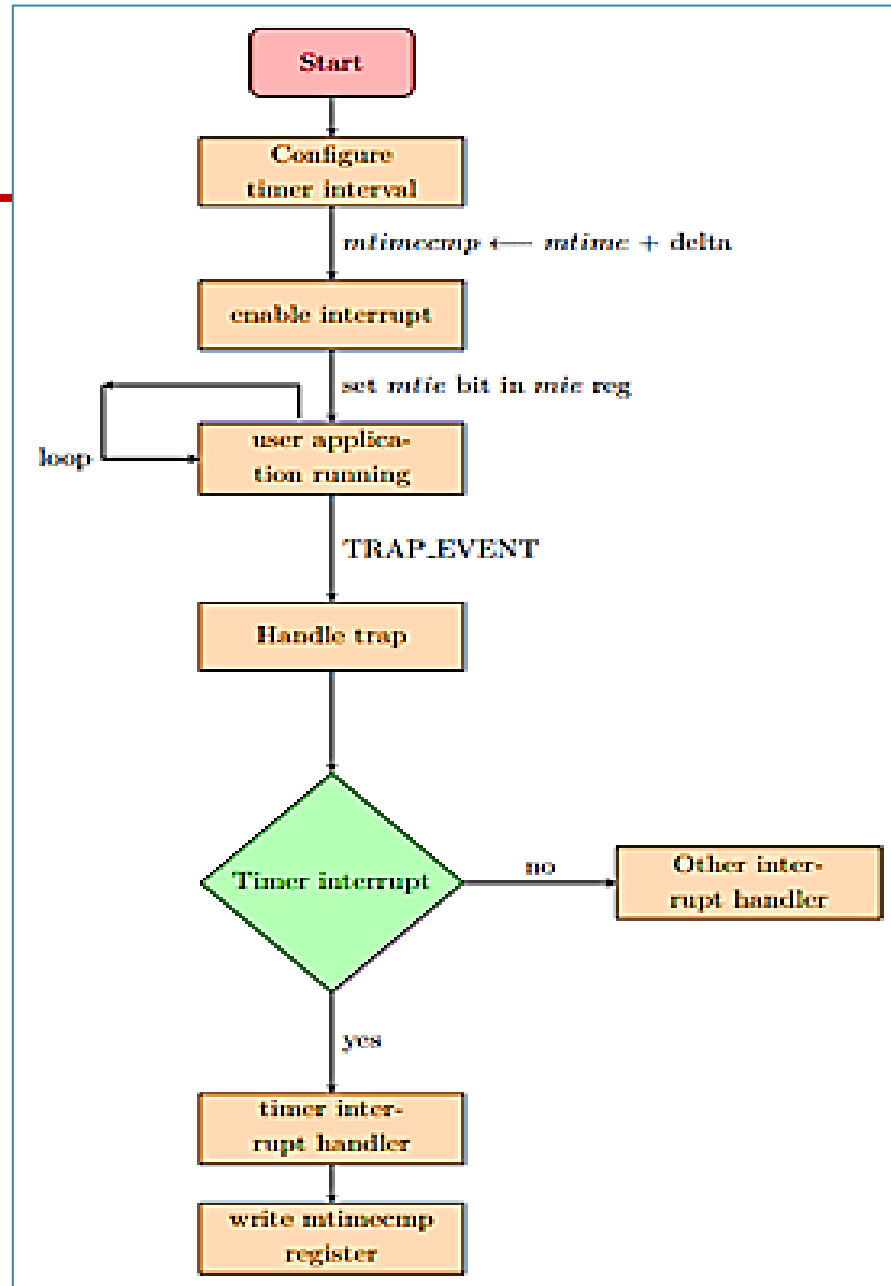 Start
Configure
timer interval
mtimecmp ⟵ mtime + delta
enable interrupt
set mtie bit in mie reg
user applica-
tion running
loop
TRAP_EVENT
Handle trap
Timer interrupt
no
Other inter-
rupt handler
yes
timer inter-
rupt handler
write mtimecmp
register